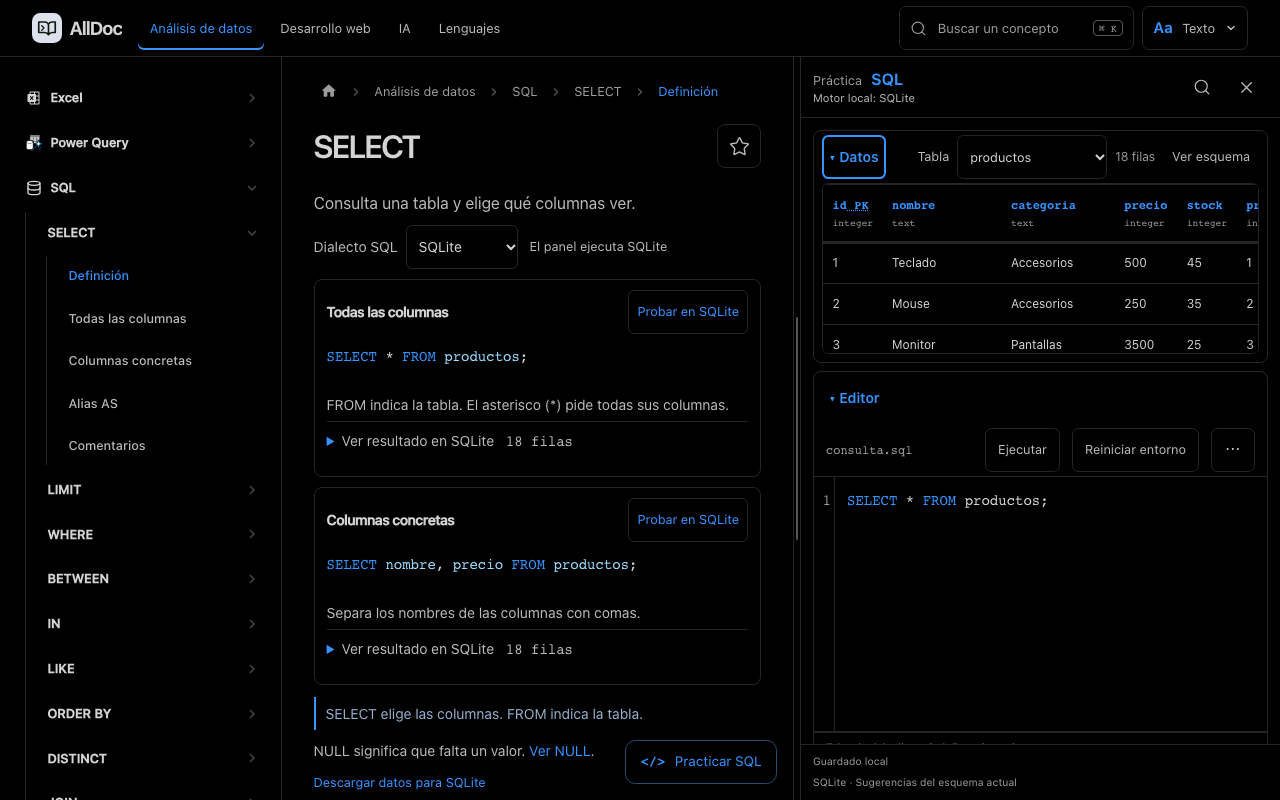 AllDoc
Análisis de datos
Desarrollo web
IA
Lenguajes
Buscar un concepto
⌘ K
Aa Texto
Excel
Power Query
SQL
SELECT
Definición
Todas las columnas
Columnas concretas
Alias AS
Comentarios
LIMIT
WHERE
BETWEEN
IN
LIKE
ORDER BY
DISTINCT
Análisis de datos
SQL
SELECT
Definición
SELECT
Consulta una tabla y elige qué columnas ver.
Dialecto SQL SQLite El panel ejecuta SQLite
Todas las columnas
Probar en SQLite
SELECT * FROM productos;
FROM indica la tabla. El asterisco (*) pide todas sus columnas.
Ver resultado en SQLite 18 filas
Columnas concretas
Probar en SQLite
SELECT nombre, precio FROM productos;
Separa los nombres de las columnas con comas.
Ver resultado en SQLite 18 filas
SELECT elige las columnas. FROM indica la tabla.
NULL significa que falta un valor. Ver NULL.
</> Practicar SQL
Descargar datos para SQLite
Práctica SQL
Motor local: SQLite
Datos
Tabla productos 18 filas Ver esquema
id PK nombre categoria precio stock
integer text text integer integer
1 Teclado Accesorios 500 45 1
2 Mouse Accesorios 250 35 2
3 Monitor Pantallas 3500 25 3
Editor
consulta.sql
Ejecutar
Reiniciar entorno
...
1 SELECT * FROM productos;
Guardado local
SQLite · Sugerencias del esquema actual